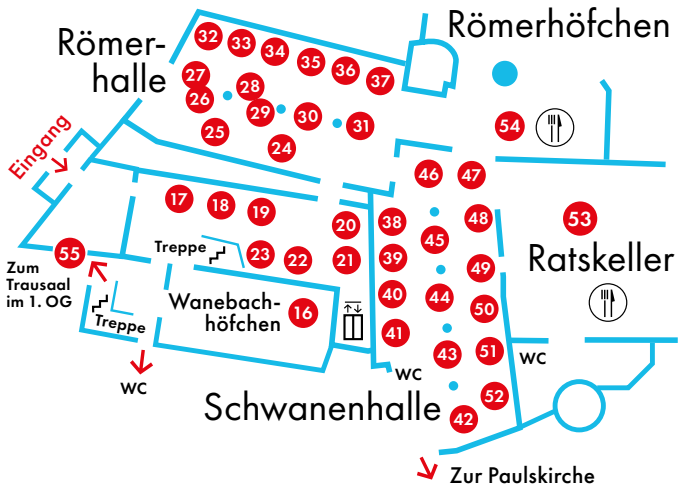 Römer-
halle
Römerhöfchen
32
33
34
35
36
37
27
28
26
29
30
31
25
24
54
Eingang
46
47
17
18
19
20
38
48
53
45
Ratskeller
Treppe
23
22
21
39
49
55
Zum
Trausaal
im 1. OG
Wanebach-
höfchen
16
40
44
50
Treppe
41
43
51
WC
WC
WC
52
Schwanenhalle
42
Zur Paulskirche